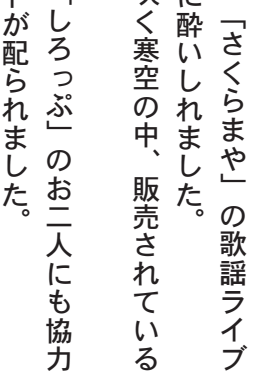 「さくらまや」の歌謡ライブ
に酔いしれました。
く寒空の中、販売されている
「しろっぷ」のお二人にも協力
が配られました。